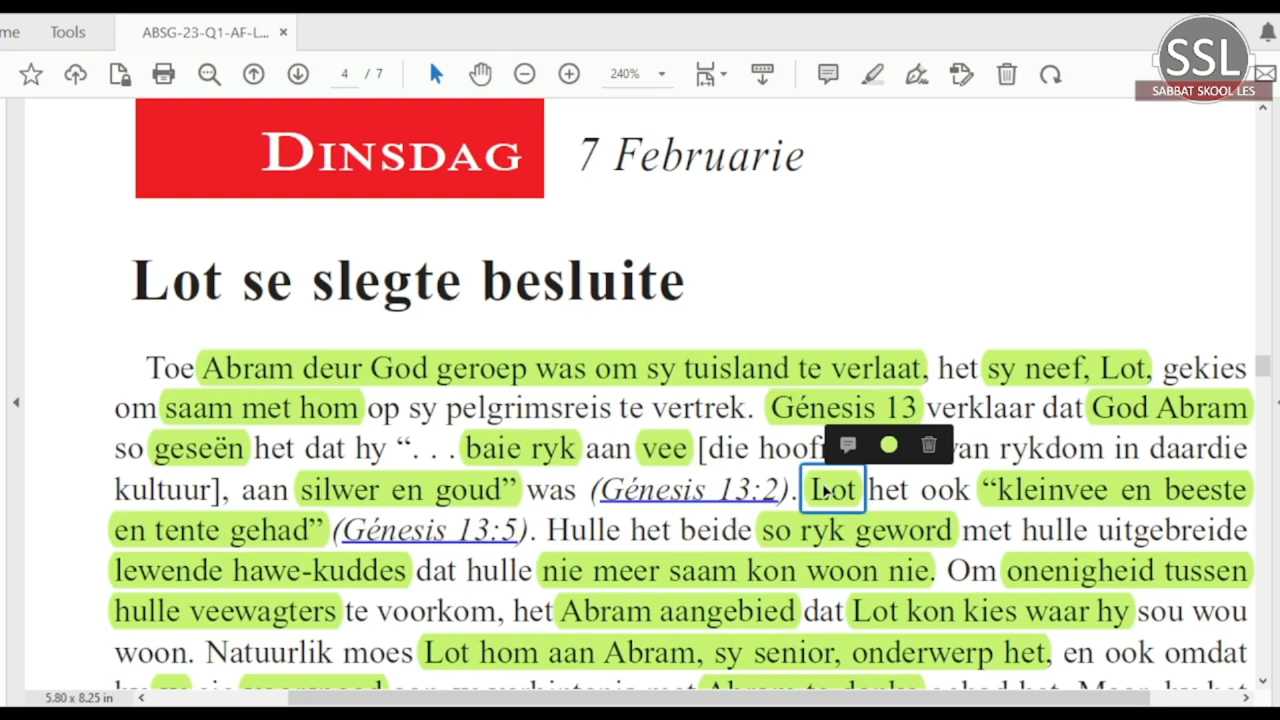 me Tools ABSG-23-Q1-AF-L... ×
SSL
SABBAT SKOOL LES
4 / 7 240%
DINSDAG 7 Februarie
Lot se slegte besluite
Toe Abram deur God geroep was om sy tuisland te verlaat, het sy neef, Lot, gekies
om saam met hom op sy pelgrimsreis te vertrek. Génesis 13 verklaar dat God Abram
so geseën het dat hy “. . . baie ryk aan vee [die hoof van rykdom in daardie
kultuur], aan silwer en goud” was (Génesis 13:2). Lot het ook “kleinvee en beeste
en tente gehad” (Génesis 13:5). Hulle het beide so ryk geword met hulle uitgebreide
lewende hawe-kuddes dat hulle nie meer saam kon woon nie. Om onenigheid tussen
hulle veewagters te voorkom, het Abram aangebied dat Lot kon kies waar hy sou wou
woon. Natuurlik moes Lot hom aan Abram, sy senior, onderwerp het, en ook omdat
5.80 x 8.25 in